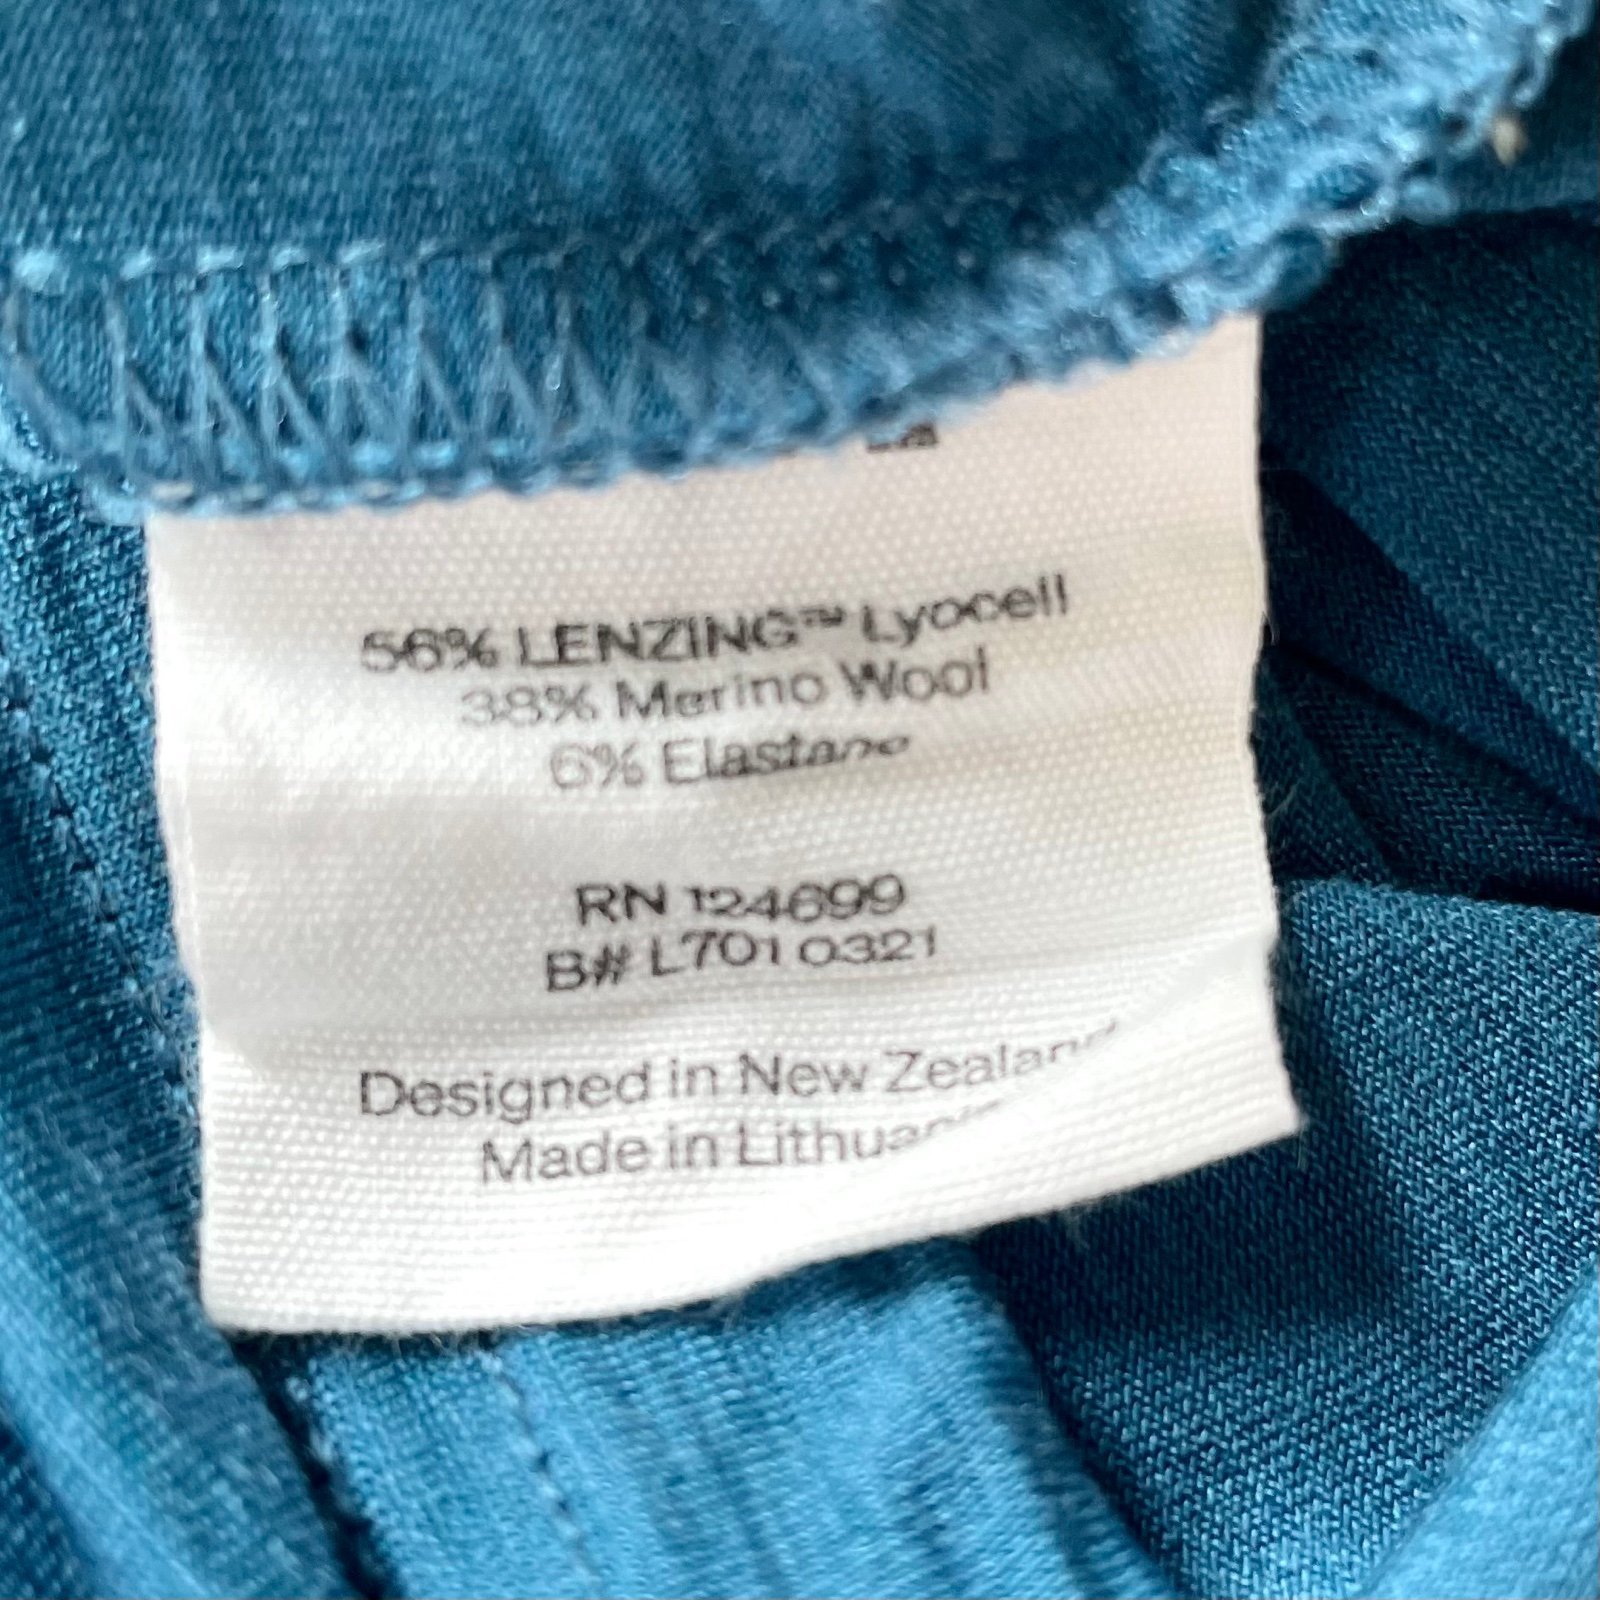 56% LENZING™ Lyocell
38% Merino Wool
6% Elastane
RN 124699
B# L701 0321
Designed in New Zealand
Made in Lithuania